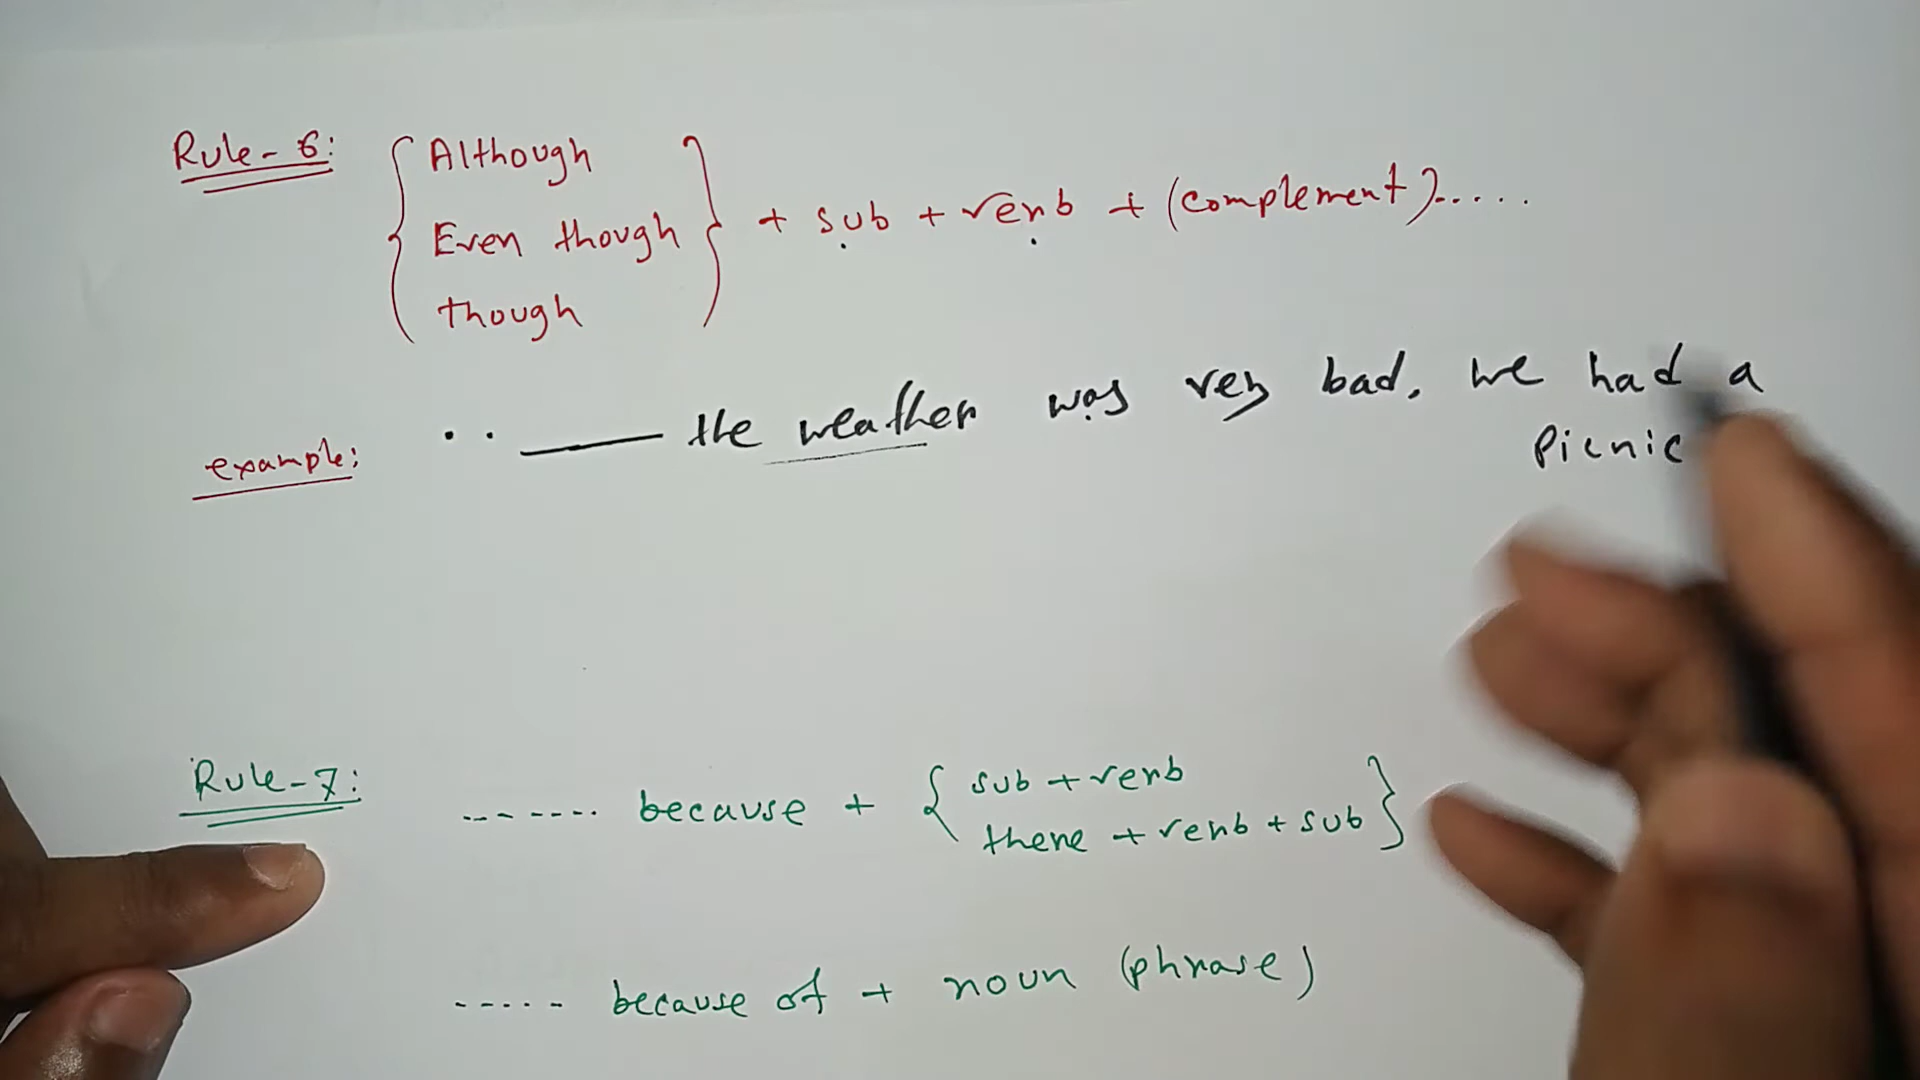 Rule-6: { Although
Even though } + sub + verb + (complement).....
though
example: .. ____ the weather was very bad. we had a
Picnic
Rule-7: ....... because + { sub + verb
there + verb + sub }
..... because of + noun (phrase)